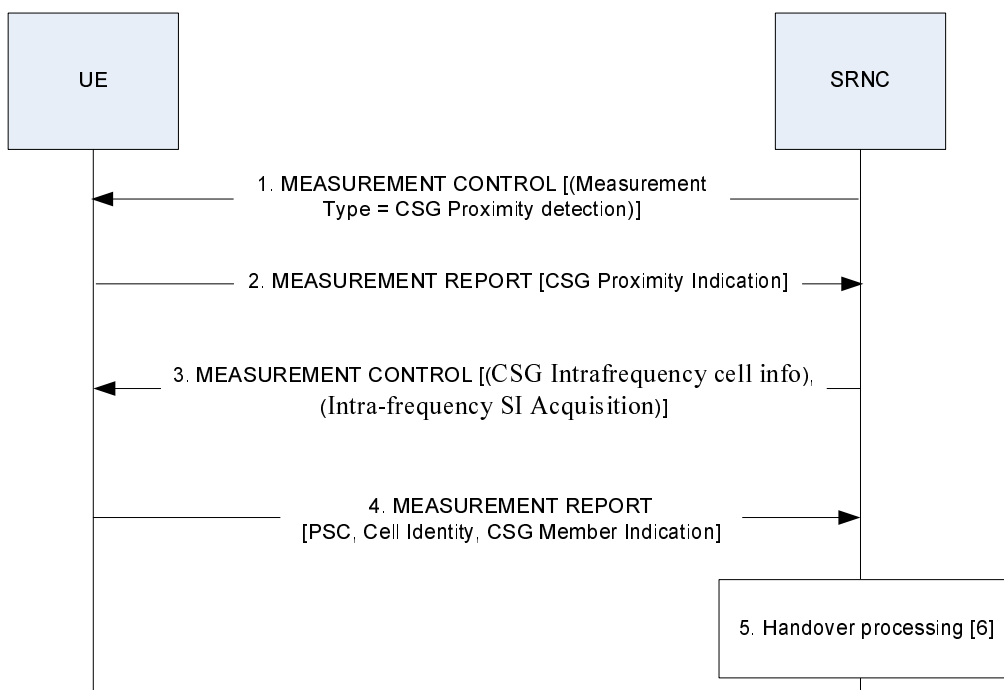 UE
SRNC
1. MEASUREMENT CONTROL [(Measurement
Type = CSG Proximity detection)]
2. MEASUREMENT REPORT [CSG Proximity Indication]
3. MEASUREMENT CONTROL [(CSG Intrafrequency cell info),
(Intra-frequency SI Acquisition)]
4. MEASUREMENT REPORT
[PSC, Cell Identity, CSG Member Indication]
5. Handover processing [6]